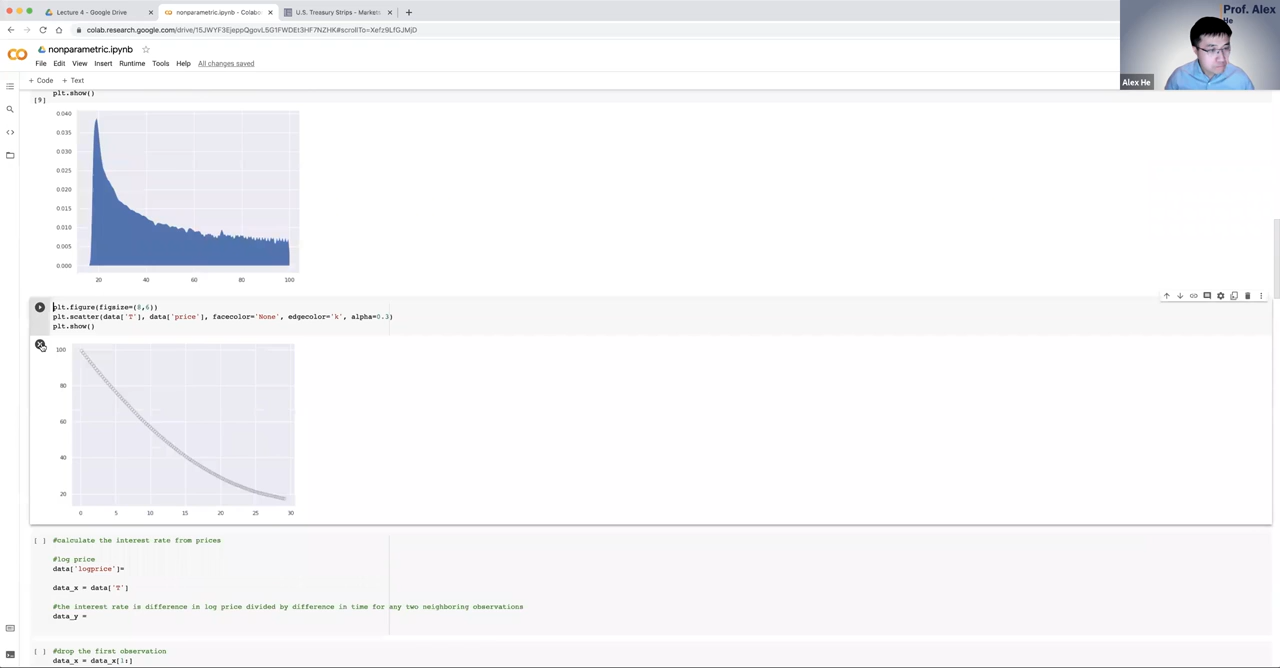 Lecture 4 - Google Drive
nonparametric.ipynb - Colabo
U.S. Treasury Strips - Markets
colab.research.google.com/drive/15JWYF3EjeppQgovL5G1FWDEt3HF7NZHK#scrollTo=Xefz9LfGJMjD
Prof. Alex
He
Alex He
nonparametric.ipynb
File Edit View Insert Runtime Tools Help All changes saved
+ Code + Text
plt.show()
[9]
0.040
0.035
0.030
0.025
0.020
0.015
0.010
0.005
0.000
20 40 60 80 100
plt.figure(figsize=(8,6))
plt.scatter(data['T'], data['price'], facecolor='None', edgecolor='k', alpha=0.3)
plt.show()
100
80
60
40
20
0 5 10 15 20 25 30
[ ] #calculate the interest rate from prices
#log price
data['logprice']=
data_x = data['T']
#the interest rate is difference in log price divided by difference in time for any two neighboring observations
data_y =
[ ] #drop the first observation
data_x = data_x[1:]